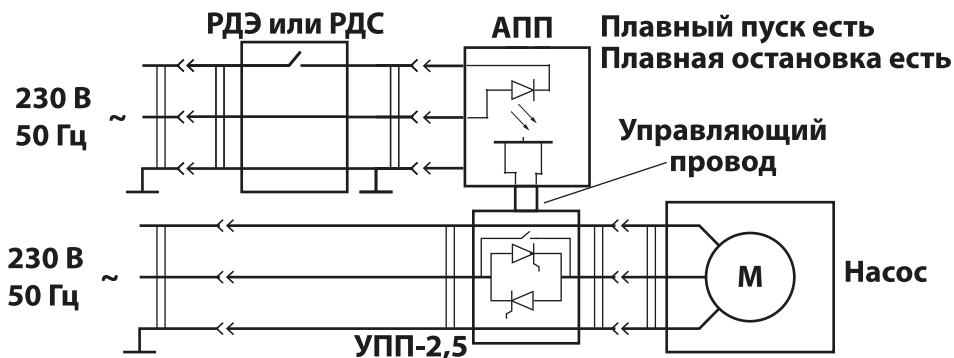 РДЭ или РДС
АПП
Плавный пуск есть
Плавная остановка есть
230 В
50 Гц
~
Управляющий
провод
230 В
50 Гц
~
М
Насос
УПП-2,5